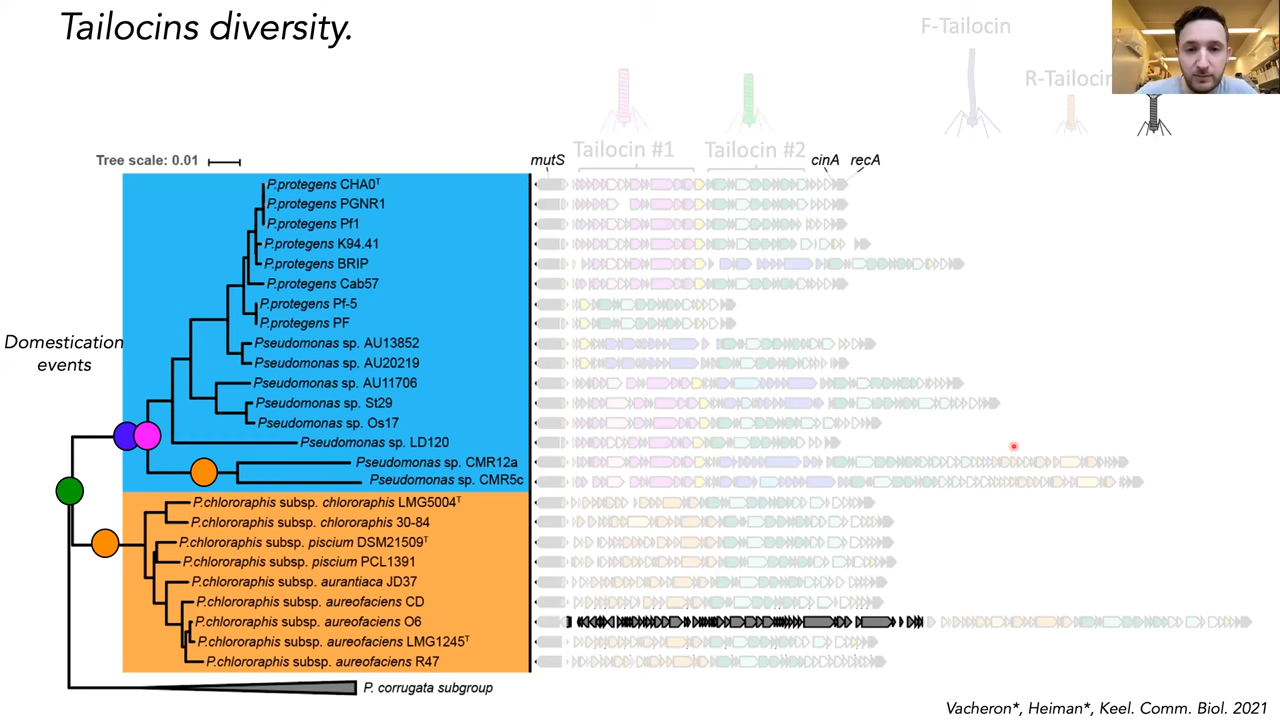 Tailocins diversity.
F-Tailocin
R-Tailocin
Tree scale: 0.01
mutS
Tailocin #1
Tailocin #2
cinA
recA
P.protegens CHA0ᵀ
P.protegens PGNR1
P.protegens Pf1
P.protegens K94.41
P.protegens BRIP
P.protegens Cab57
P.protegens Pf-5
P.protegens PF
Domestication
events
Pseudomonas sp. AU13852
Pseudomonas sp. AU20219
Pseudomonas sp. AU11706
Pseudomonas sp. St29
Pseudomonas sp. Os17
Pseudomonas sp. LD120
Pseudomonas sp. CMR12a
Pseudomonas sp. CMR5c
P.chlororaphis subsp. chlororaphis LMG5004ᵀ
P.chlororaphis subsp. chlororaphis 30-84
P.chlororaphis subsp. piscium DSM21509ᵀ
P.chlororaphis subsp. piscium PCL1391
P.chlororaphis subsp. aurantiaca JD37
P.chlororaphis subsp. aureofaciens CD
P.chlororaphis subsp. aureofaciens O6
P.chlororaphis subsp. aureofaciens LMG1245ᵀ
P.chlororaphis subsp. aureofaciens R47
P. corrugata subgroup
Vacheron*, Heiman*, Keel. Comm. Biol. 2021